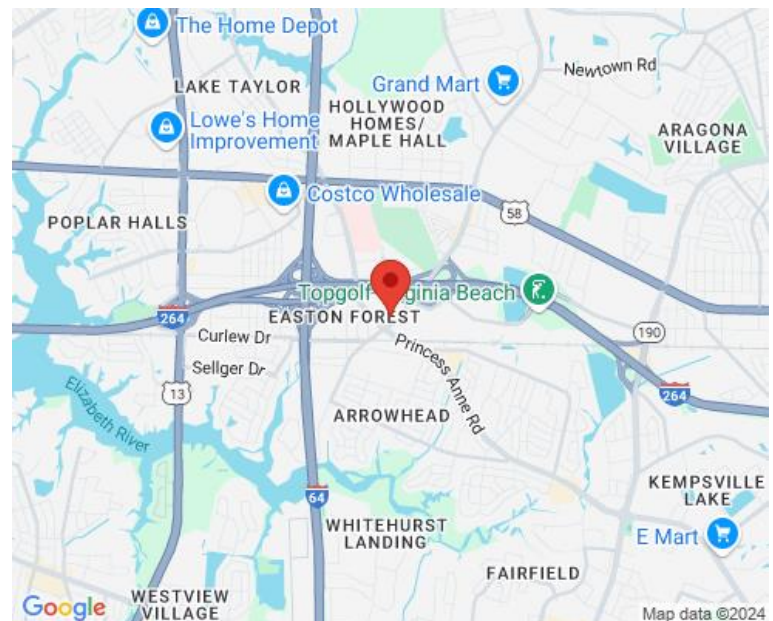 The Home Depot
LAKE TAYLOR
Grand Mart
Newtown Rd
HOLLYWOOD
HOMES/
MAPLE HALL
Lowe's Home
Improvement
ARAGONA
VILLAGE
Costco Wholesale
58
POPLAR HALLS
Topgolf Virginia Beach
264
EASTON FOREST
190
Curlew Dr
Sellger Dr
Princess Anne Rd
13
264
Elizabeth River
ARROWHEAD
64
KEMPSVILLE
LAKE
WHITEHURST
LANDING
E Mart
FAIRFIELD
WESTVIEW
VILLAGE
Google
Map data ©2024